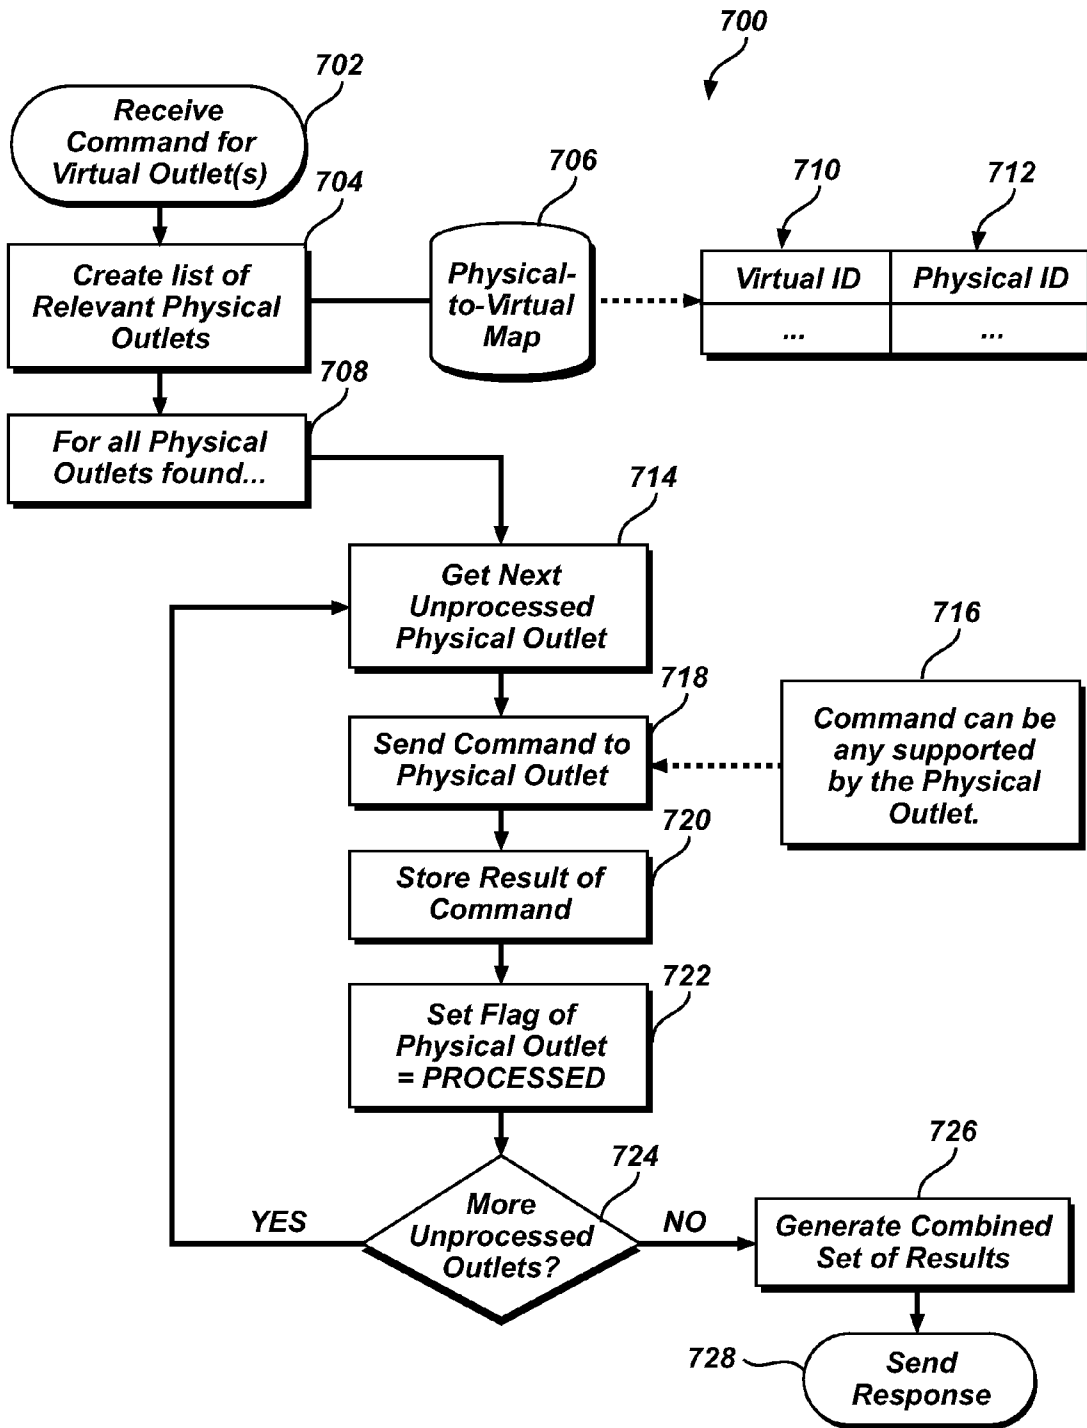 700
702
Receive
Command for
Virtual Outlet(s)
704
Create list of
Relevant Physical
Outlets
706
Physical-
to-Virtual
Map
710
712
Virtual ID
Physical ID
...
...
708
For all Physical
Outlets found...
714
Get Next
Unprocessed
Physical Outlet
716
Command can be
any supported
by the Physical
Outlet.
718
Send Command to
Physical Outlet
720
Store Result of
Command
722
Set Flag of
Physical Outlet
= PROCESSED
724
More
Unprocessed
Outlets?
YES
NO
726
Generate Combined
Set of Results
728
Send
Response